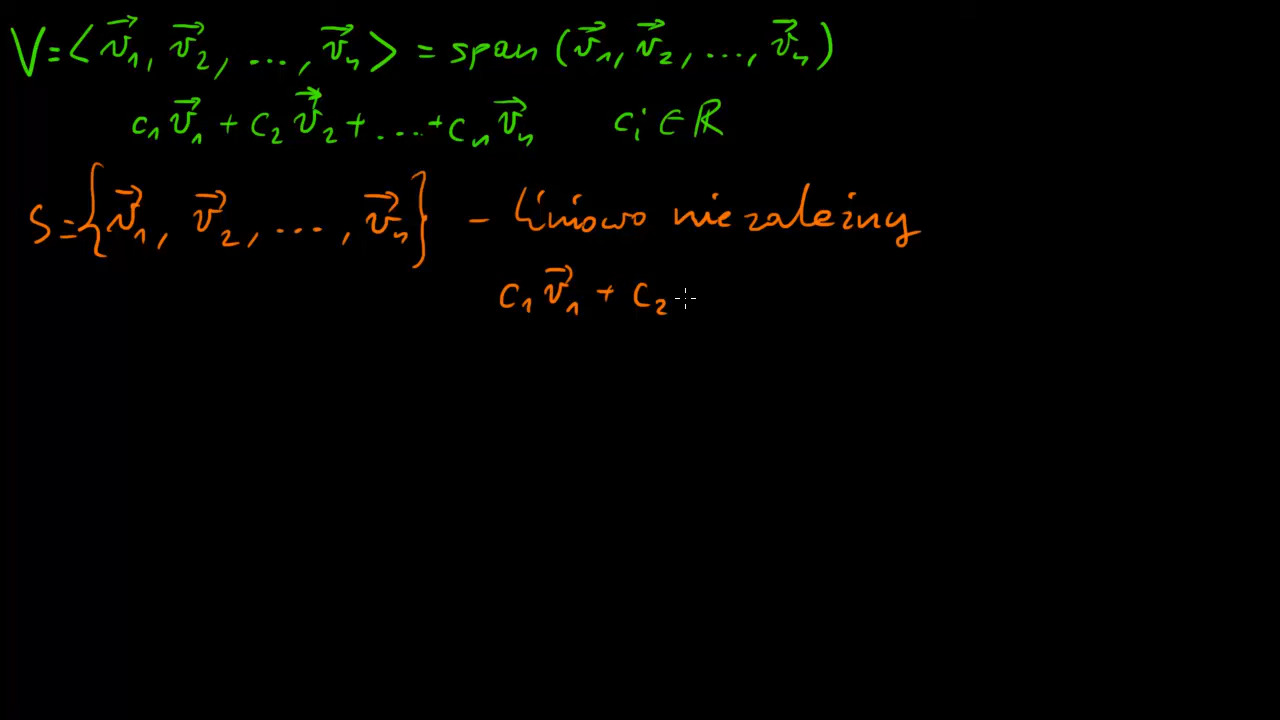 V = ⟨v⃗₁, v⃗₂, ..., v⃗ₙ⟩ = span (v⃗₁, v⃗₂, ..., v⃗ₙ)
c₁v⃗₁ + c₂v⃗₂ + ... + cₙv⃗ₙ cᵢ ∈ ℝ
S = {v⃗₁, v⃗₂, ..., v⃗ₙ} - liniowo niezależny
c₁v⃗₁ + c₂